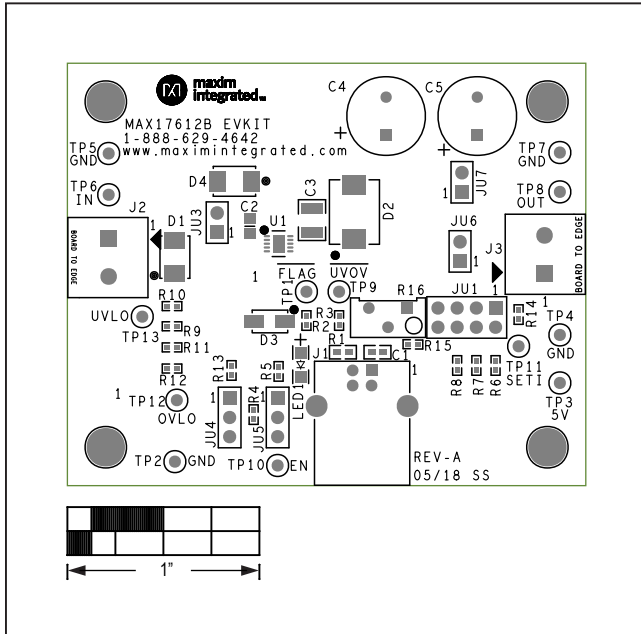 maxim
integrated™
MAX17612B EVKIT
1-888-629-4642
www.maximintegrated.com
C4
C5
+
+
TP5
GND
TP6
IN
J2
BOARD TO EDGE
1
D1
D4
JU3
1
C2
U1
C3
D2
JU7
1
TP7
GND
TP8
OUT
JU6
1
J3
BOARD TO EDGE
1
1
FLAG
UVOV
TP1
TP9
R16
JU1
1
R10
UVLO
TP13
R9
R11
R12
D3
R3
R2
R1
R15
R14
TP4
GND
TP11
SETI
TP3
5V
R8
R7
R6
+
LED1
J1
C1
1
R13
R5
R4
1
TP12
OVLO
1
JU4
1
JU5
TP2
GND
TP10
EN
REV-A
05/18 SS
1"